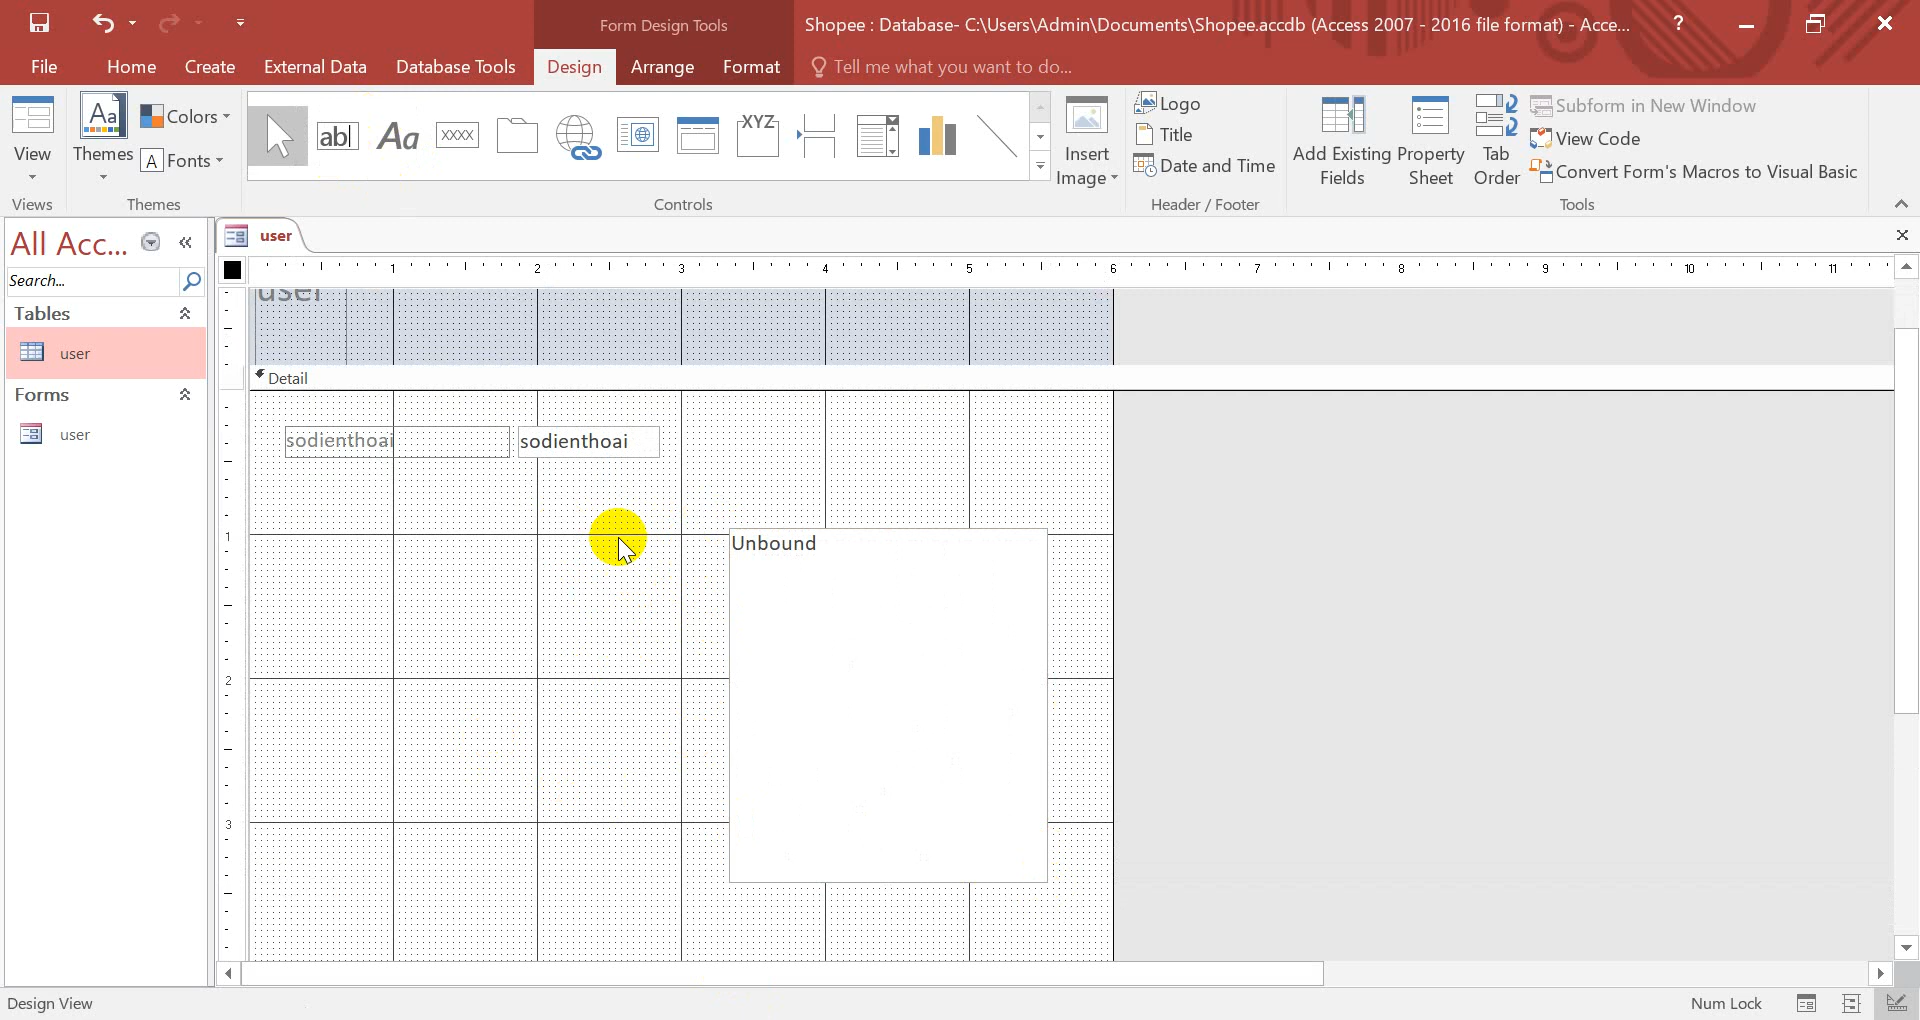 Form Design Tools
Shopee : Database- C:\Users\Admin\Documents\Shopee.accdb (Access 2007 - 2016 file format) - Acce...
?
File
Home
Create
External Data
Database Tools
Design
Arrange
Format
Tell me what you want to do...
View
Aa
Themes
Colors
A Fonts
ab|
Aa
XXXX
XYZ
Insert
Image
Logo
Title
Date and Time
Add Existing
Fields
Property
Sheet
Tab
Order
Subform in New Window
View Code
Convert Form's Macros to Visual Basic
Views
Themes
Controls
Header / Footer
Tools
All Acc...
user
Search...
1 2 3 4 5 6 7 8 9 10 11
Tables
user
user
Detail
Forms
user
sodienthoai
sodienthoai
Unbound
1
2
3
Design View
Num Lock